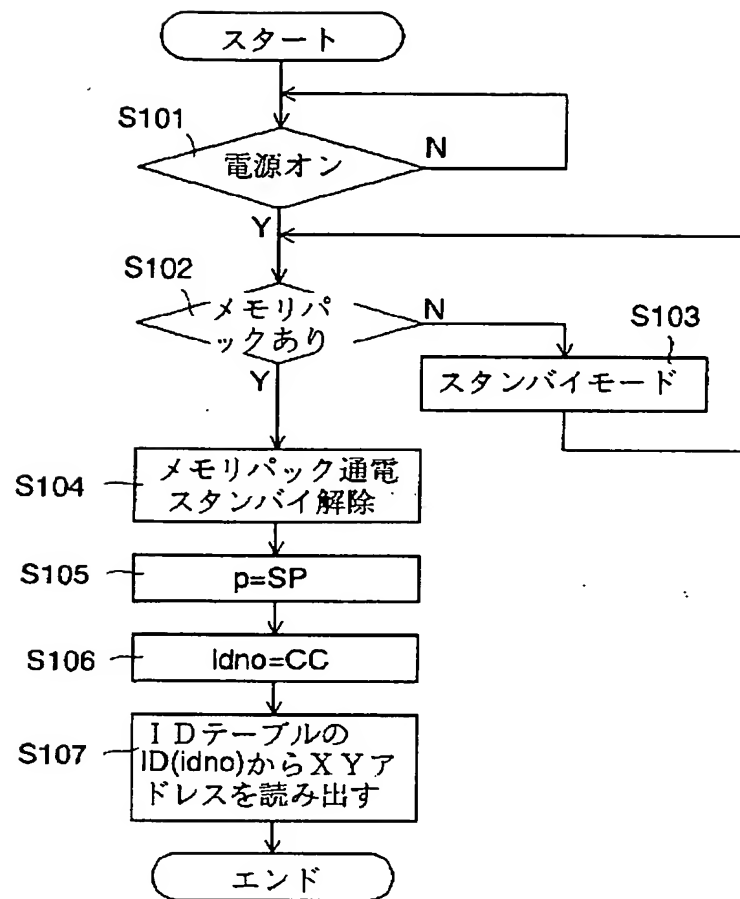 スタート
S101
電源オン
N
Y
S102
メモリパ
ックあり
N
S103
スタンバイモード
Y
S104
メモリパック通電
スタンバイ解除
S105
p=SP
S106
Idno=CC
S107
ＩＤテーブルの
ID(idno)からＸＹア
ドレスを読み出す
エンド